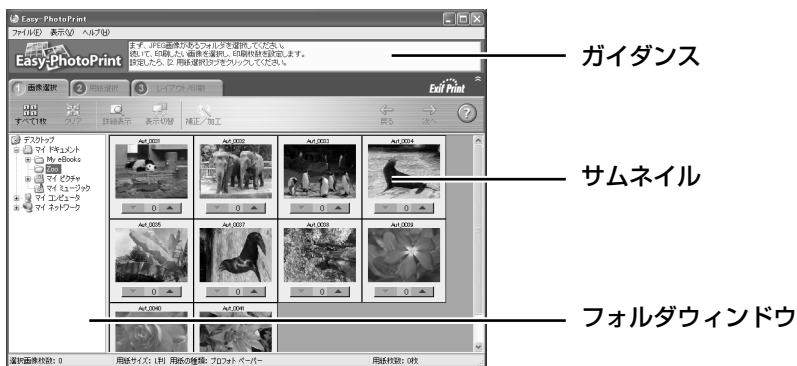 Easy-PhotoPrint
ファイル(F) 表示(V) ヘルプ(H)
Easy-PhotoPrint
まず、JPEG画像があるフォルダを選択してください。
続いて、印刷したい画像を選択し、印刷枚数を設定します。
設定したら、[2. 用紙選択]タブをクリックしてください。
ガイダンス
1 画像選択 2 用紙選択 3 レイアウト/印刷
Exif Print
すべて1枚 クリア 詳細表示 表示切替 補正/加工 戻る 次へ ?
デスクトップ
マイ ドキュメント
My eBooks
Zoo
マイ ピクチャ
マイ ミュージック
マイ コンピュータ
マイ ネットワーク
Aut_0031 Aut_0032 Aut_0033 Aut_0034
0 0 0 0
サムネイル
Aut_0035 Aut_0037 Aut_0038 Aut_0039
0 0 0 0
Aut_0040 Aut_0041
フォルダウィンドウ
選択画像枚数: 0 用紙サイズ: L判 用紙の種類: プロフォト ペーパー 用紙枚数: 0枚